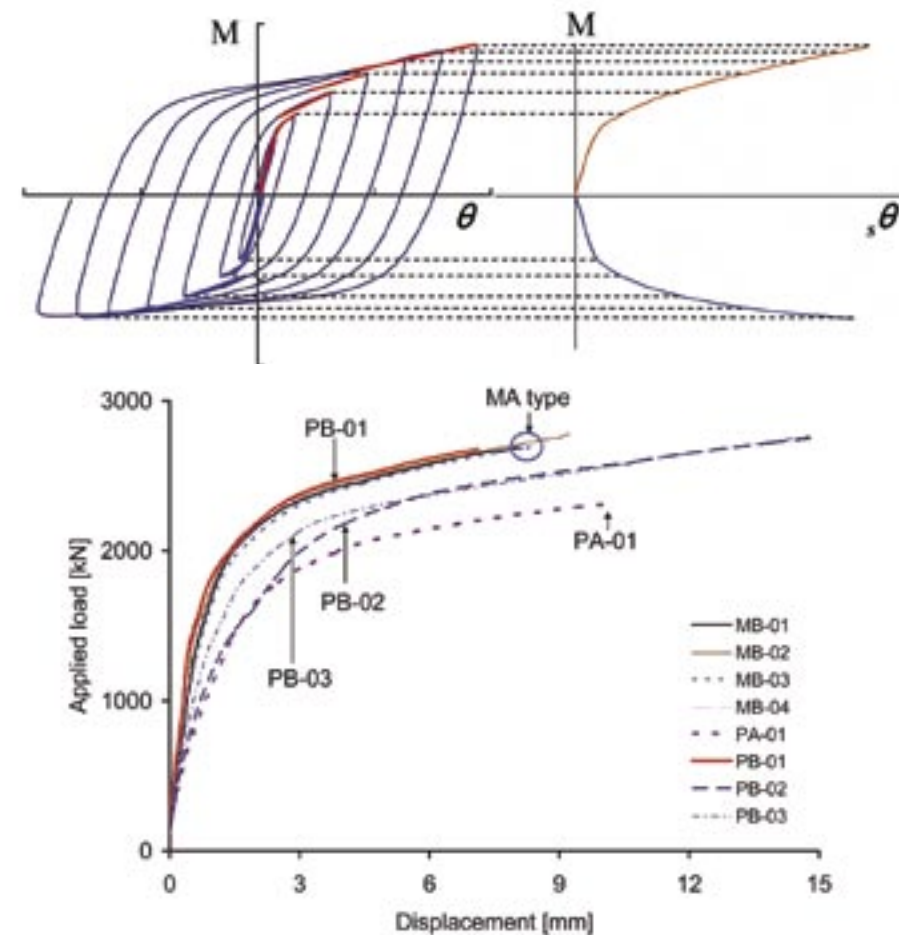 M
M
θ
sθ
3000
2000
1000
0
Applied load [kN]
0
3
6
9
12
15
Displacement [mm]
MA type
PB-01
PA-01
PB-02
PB-03
MB-01
MB-02
MB-03
MB-04
PA-01
PB-01
PB-02
PB-03